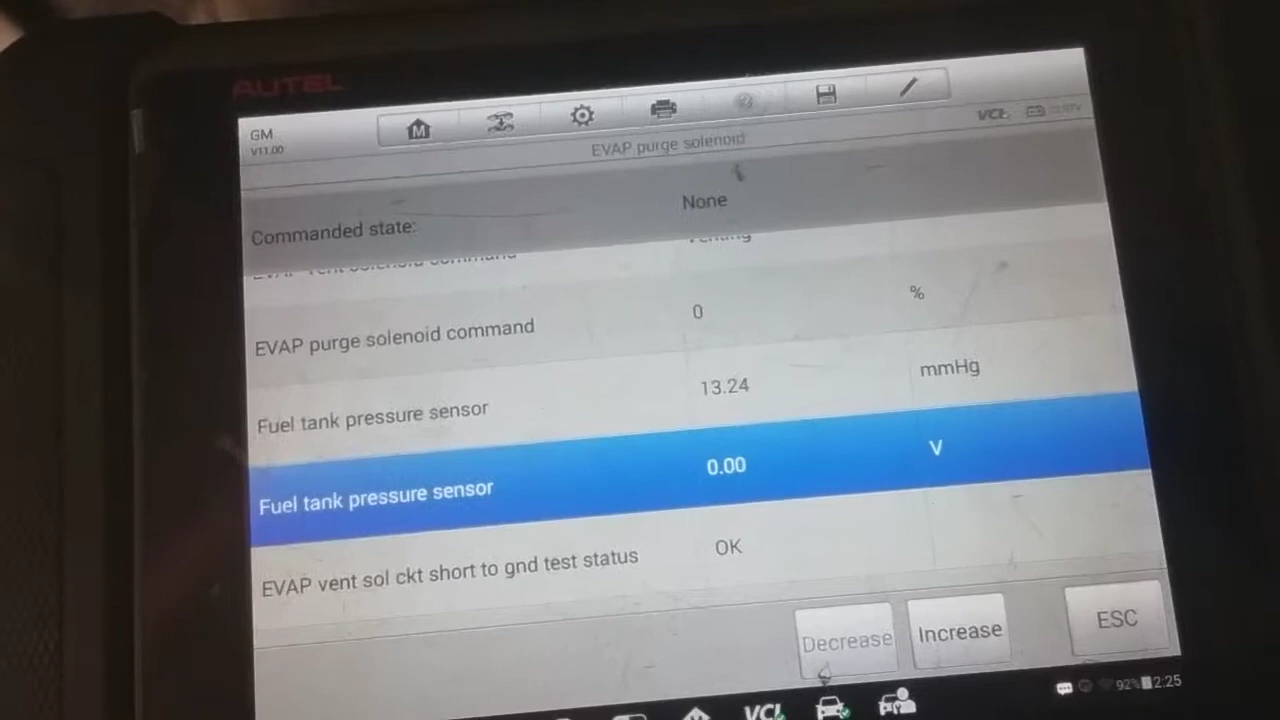 AUTEL
GM
V11.00
M
VCI
EVAP purge solenoid
Commanded state: None
EVAP purge solenoid command 0 %
Fuel tank pressure sensor 13.24 mmHg
Fuel tank pressure sensor 0.00 V
EVAP vent sol ckt short to gnd test status OK
Decrease Increase ESC
VCI
92% 2:25